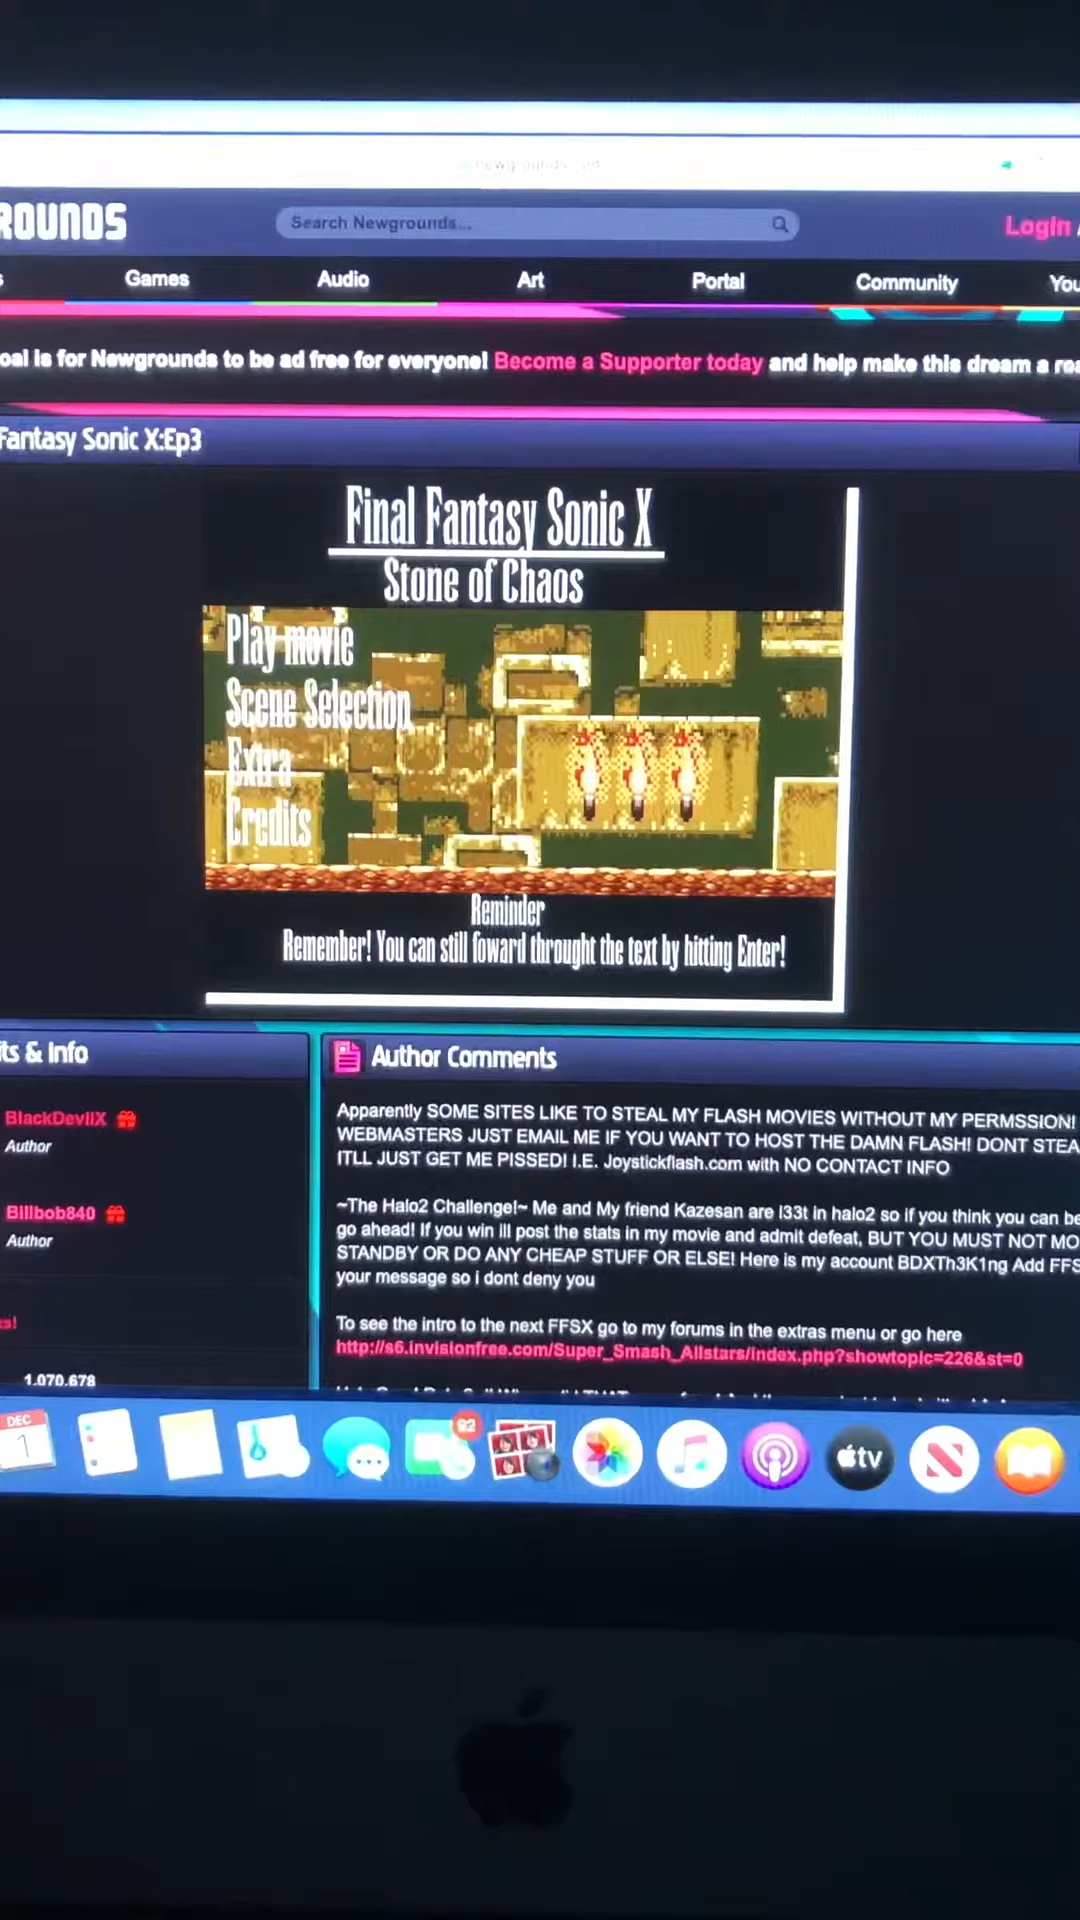 ROUNDS
Search Newgrounds...
Login
Games Audio Art Portal Community You
oal is for Newgrounds to be ad free for everyone! Become a Supporter today and help make this dream a rea
Fantasy Sonic X:Ep3
Final Fantasy Sonic X
Stone of Chaos
Play movie
Scene Selection
Extra
Credits
Reminder
Remember! You can still foward throught the text by hitting Enter!
ts & Info
BlackDevilX
Author
Billbob840
Author
s!
1,070,678
Author Comments
Apparently SOME SITES LIKE TO STEAL MY FLASH MOVIES WITHOUT MY PERMSSION!
WEBMASTERS JUST EMAIL ME IF YOU WANT TO HOST THE DAMN FLASH! DONT STEA
ITLL JUST GET ME PISSED! I.E. Joystickflash.com with NO CONTACT INFO
~The Halo2 Challenge!~ Me and My friend Kazesan are l33t in halo2 so if you think you can be
go ahead! If you win ill post the stats in my movie and admit defeat, BUT YOU MUST NOT MO
STANDBY OR DO ANY CHEAP STUFF OR ELSE! Here is my account BDXTh3K1ng Add FFS
your message so i dont deny you
To see the intro to the next FFSX go to my forums in the extras menu or go here
http://s6.invisionfree.com/Super_Smash_Allstars/index.php?showtopic=226&st=0
DEC
1
92
tv